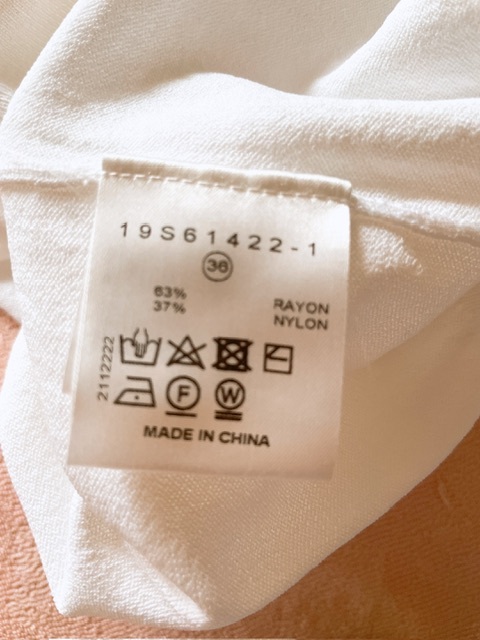 19S61422-1
36
63% RAYON
37% NYLON
2112222
F W
MADE IN CHINA